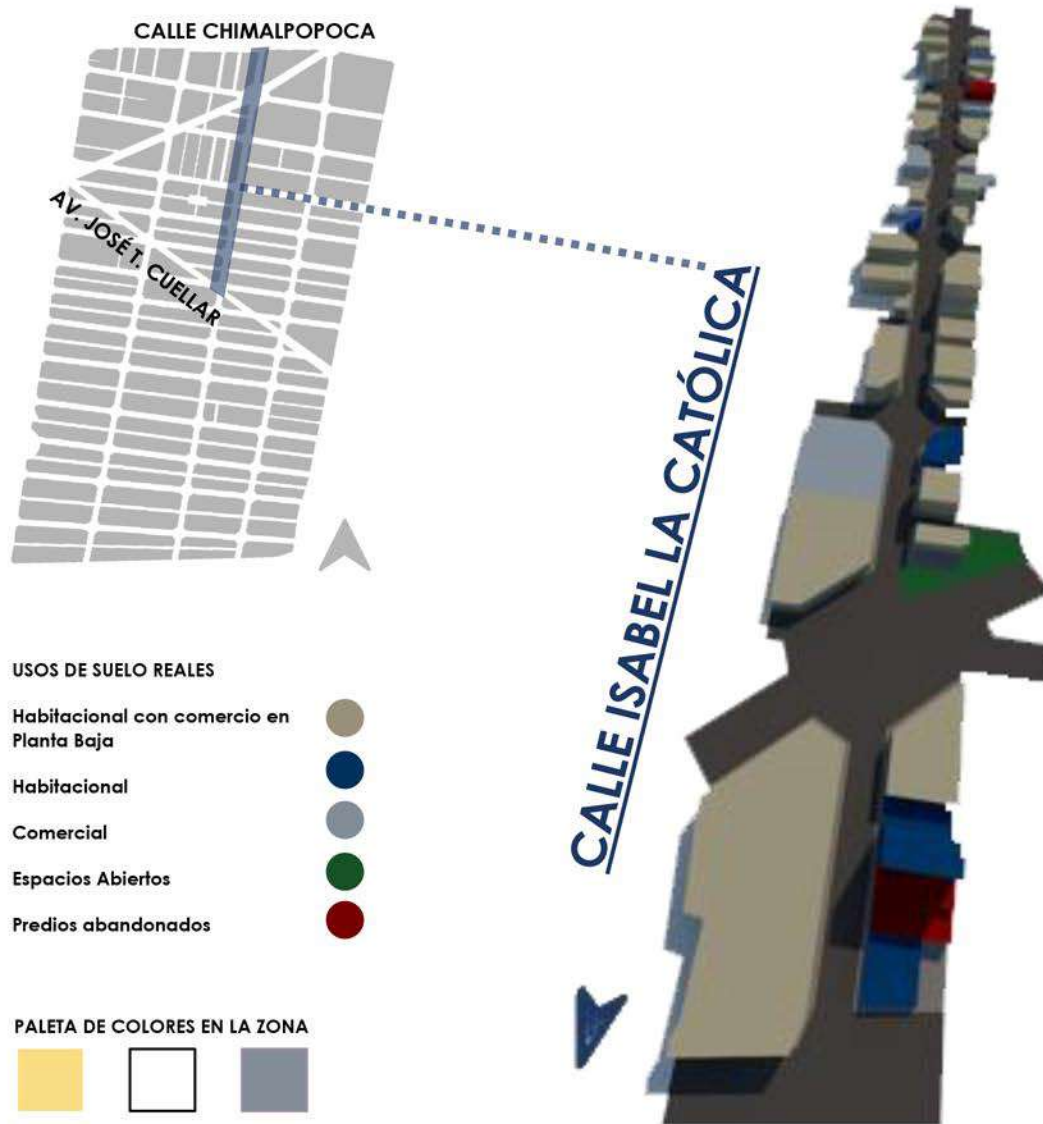 CALLE CHIMALPOPOCA
AV. JOSÉ T. CUELLAR
CALLE ISABEL LA CATÓLICA
USOS DE SUELO REALES
Habitacional con comercio en
Planta Baja
Habitacional
Comercial
Espacios Abiertos
Predios abandonados
PALETA DE COLORES EN LA ZONA